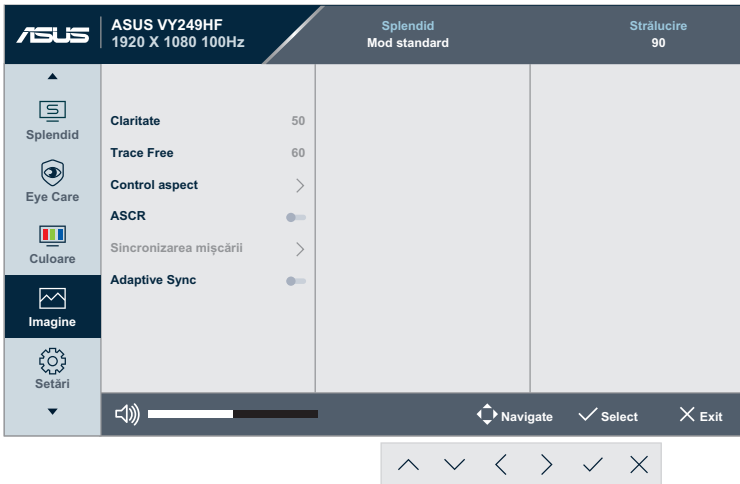 ASUS
ASUS VY249HF
1920 X 1080 100Hz
Splendid
Mod standard
Strălucire
90
Splendid
Eye Care
Culoare
Imagine
Setări
Claritate 50
Trace Free 60
Control aspect
ASCR
Sincronizarea mișcării
Adaptive Sync
Navigate
Select
Exit